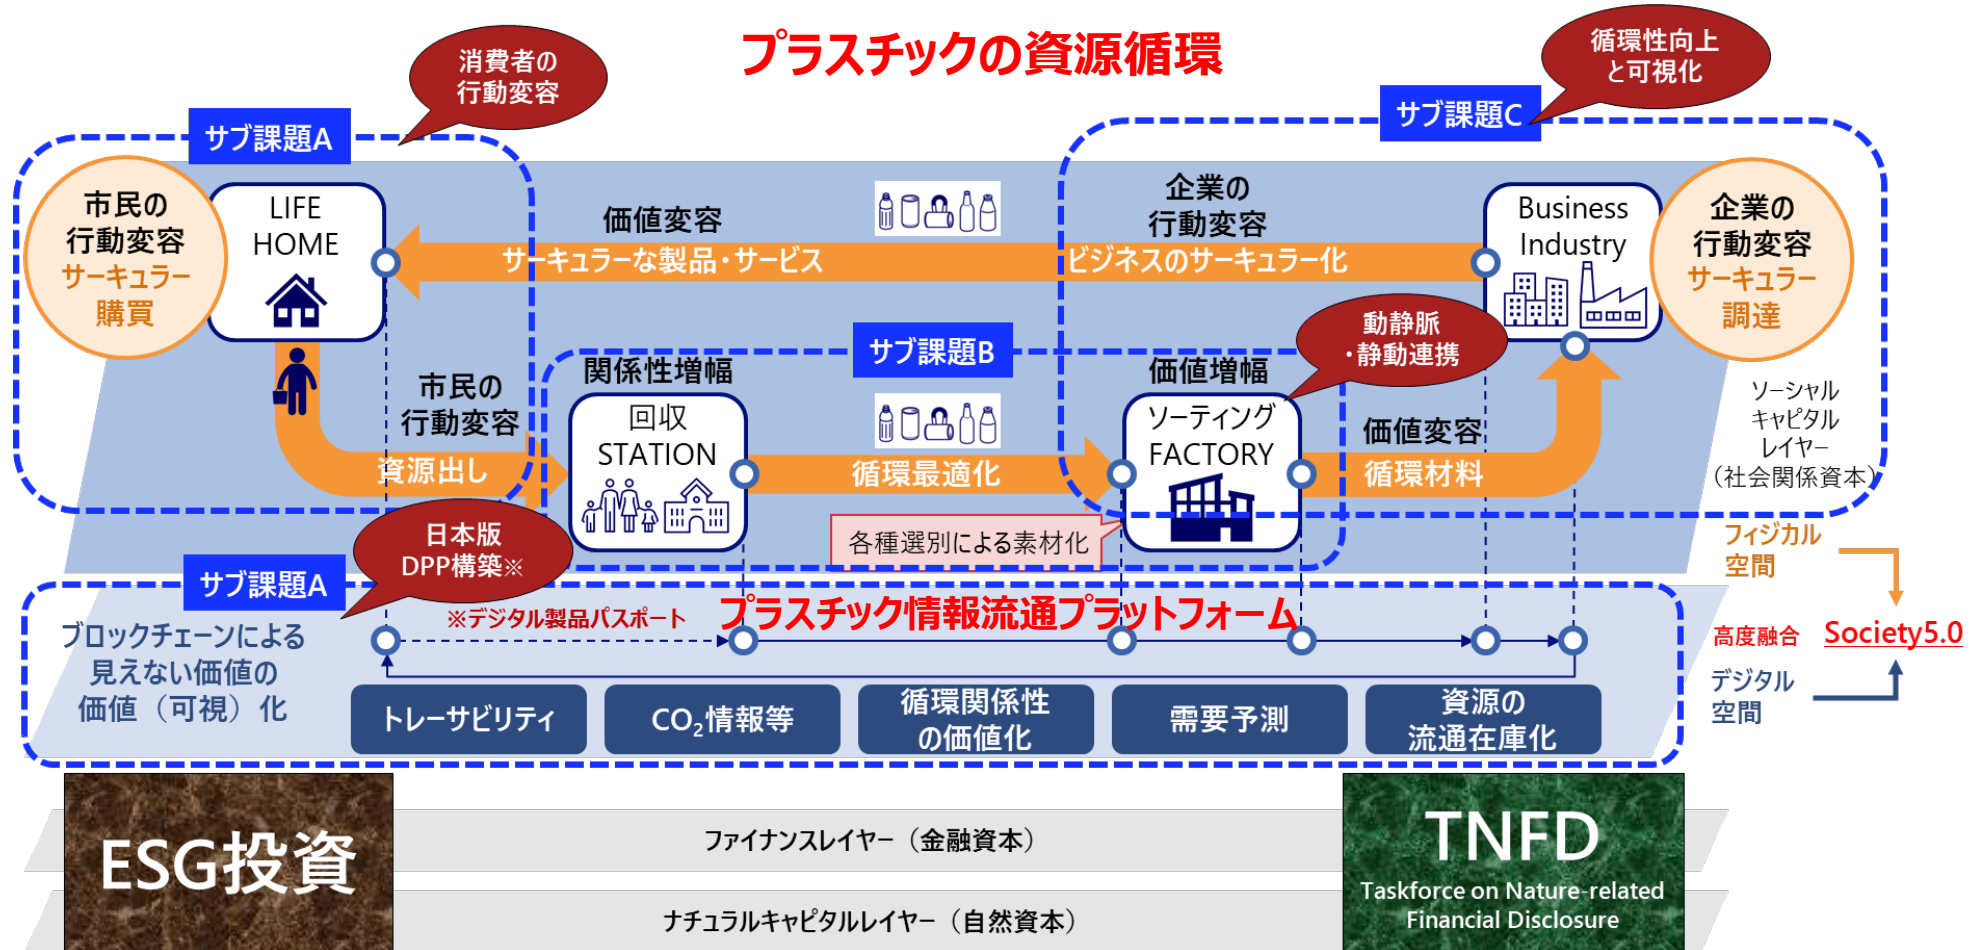 プラスチックの資源循環
消費者の
行動変容
循環性向上
と可視化
サブ課題A
サブ課題C
市民の
行動変容
サーキュラー
購買
LIFE
HOME
価値変容
サーキュラーな製品・サービス
企業の
行動変容
ビジネスのサーキュラー化
Business
Industry
企業の
行動変容
サーキュラー
調達
動静脈
・静動連携
サブ課題B
市民の
行動変容
資源出し
関係性増幅
回収
STATION
循環最適化
価値増幅
ソーティング
FACTORY
価値変容
循環材料
ソーシャル
キャピタル
レイヤー
（社会関係資本）
各種選別による素材化
日本版
DPP構築※
サブ課題A
※デジタル製品パスポート
プラスチック情報流通プラットフォーム
ブロックチェーンによる
見えない価値の
価値（可視）化
フィジカル
空間
高度融合
Society5.0
デジタル
空間
トレーサビリティ
CO₂情報等
循環関係性
の価値化
需要予測
資源の
流通在庫化
ESG投資
ファイナンスレイヤー（金融資本）
ナチュラルキャピタルレイヤー（自然資本）
TNFD
Taskforce on Nature-related
Financial Disclosure